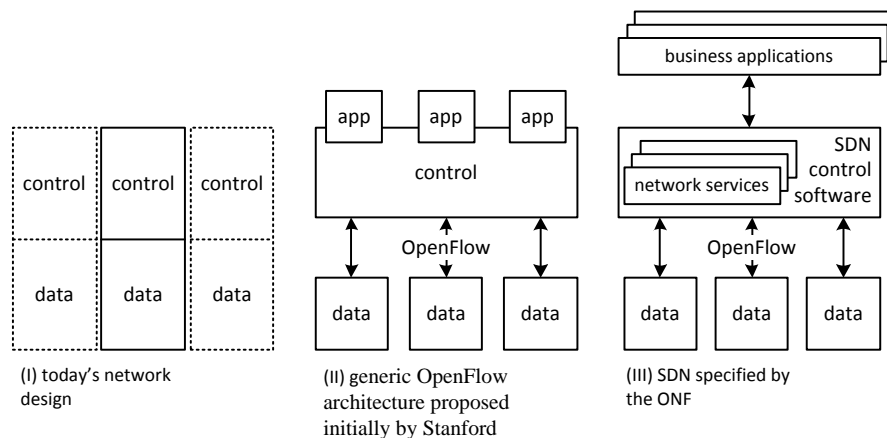 control
control
control
data
data
data
(I) today's network
design
app
app
app
control
OpenFlow
data
data
data
(II) generic OpenFlow
architecture proposed
initially by Stanford
business applications
SDN
control
software
network services
OpenFlow
data
data
data
(III) SDN specified by
the ONF